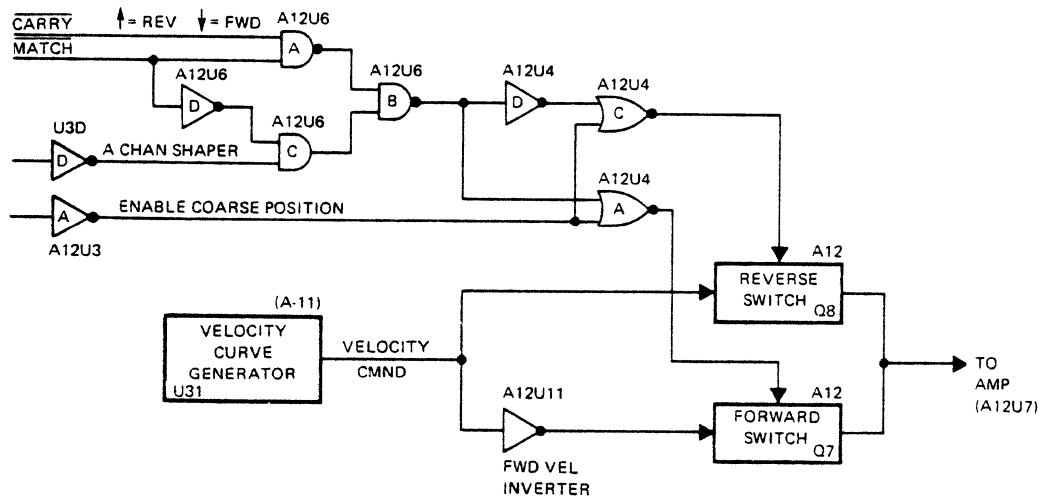 CARRY ↑ = REV ↓ = FWD A12U6
MATCH
A
A12U6
A12U6
A12U4
A12U4
D
B
D
C
U3D
A12U6
D
A CHAN SHAPER
C
A12U4
A
ENABLE COARSE POSITION
A
A12U3
A12
REVERSE
SWITCH
Q8
(A-11)
VELOCITY
CURVE
GENERATOR
U31
VELOCITY
CMND
TO
AMP
(A12U7)
A12U11
A12
FORWARD
SWITCH
Q7
FWD VEL
INVERTER